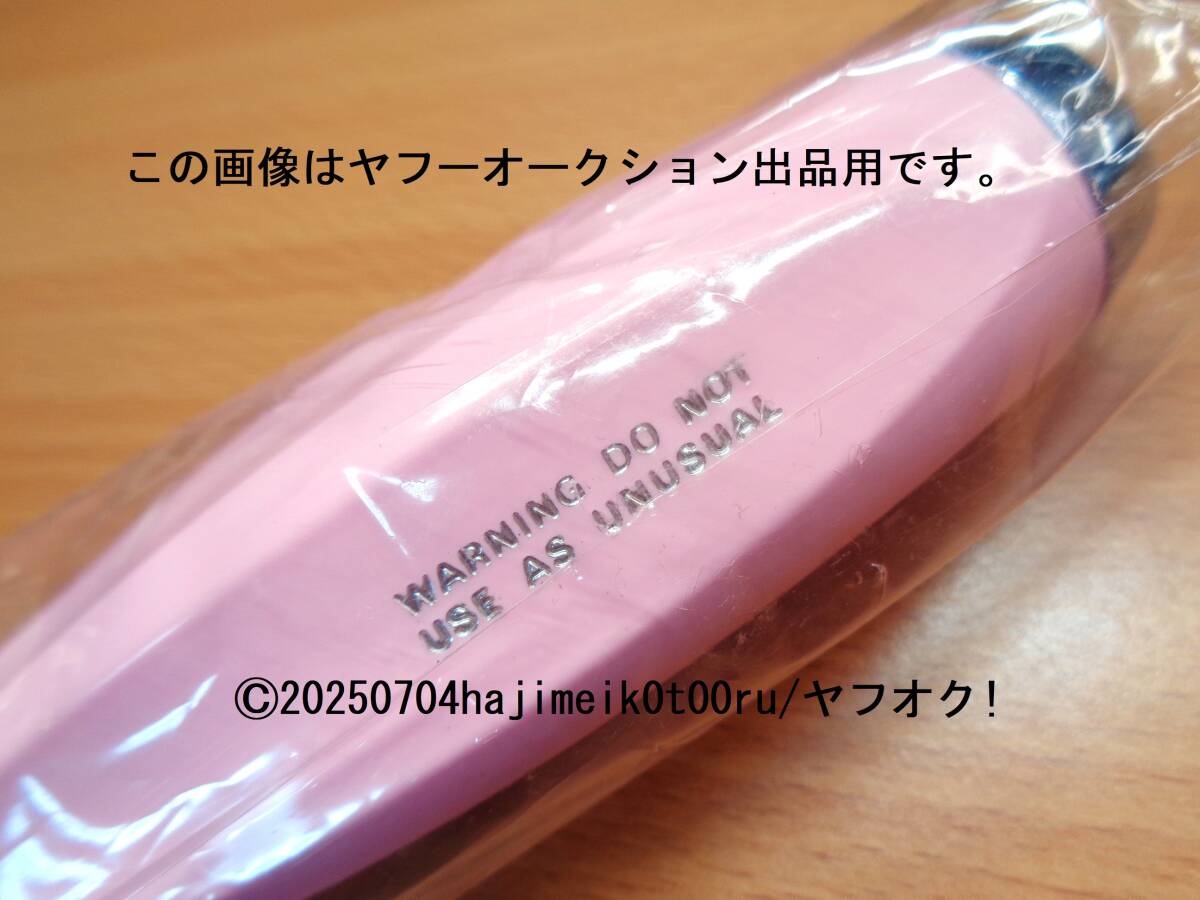 この画像はヤフーオークション出品用です。
WARNING DO NOT
USE AS UNUSUAL
©20250704hajimeik0t00ru/ヤフオク!